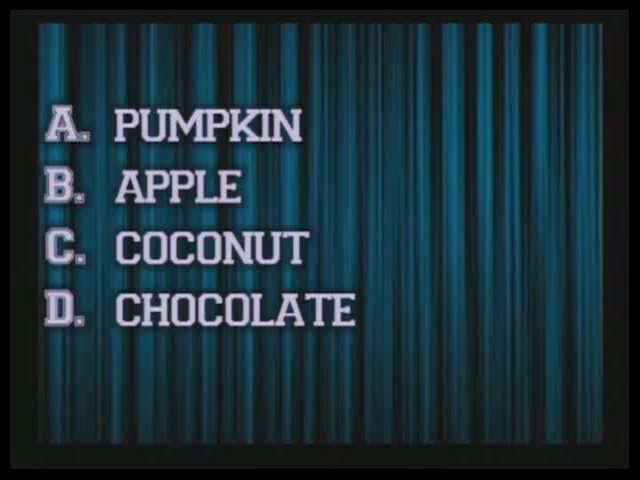 A. PUMPKIN
B. APPLE
C. COCONUT
D. CHOCOLATE